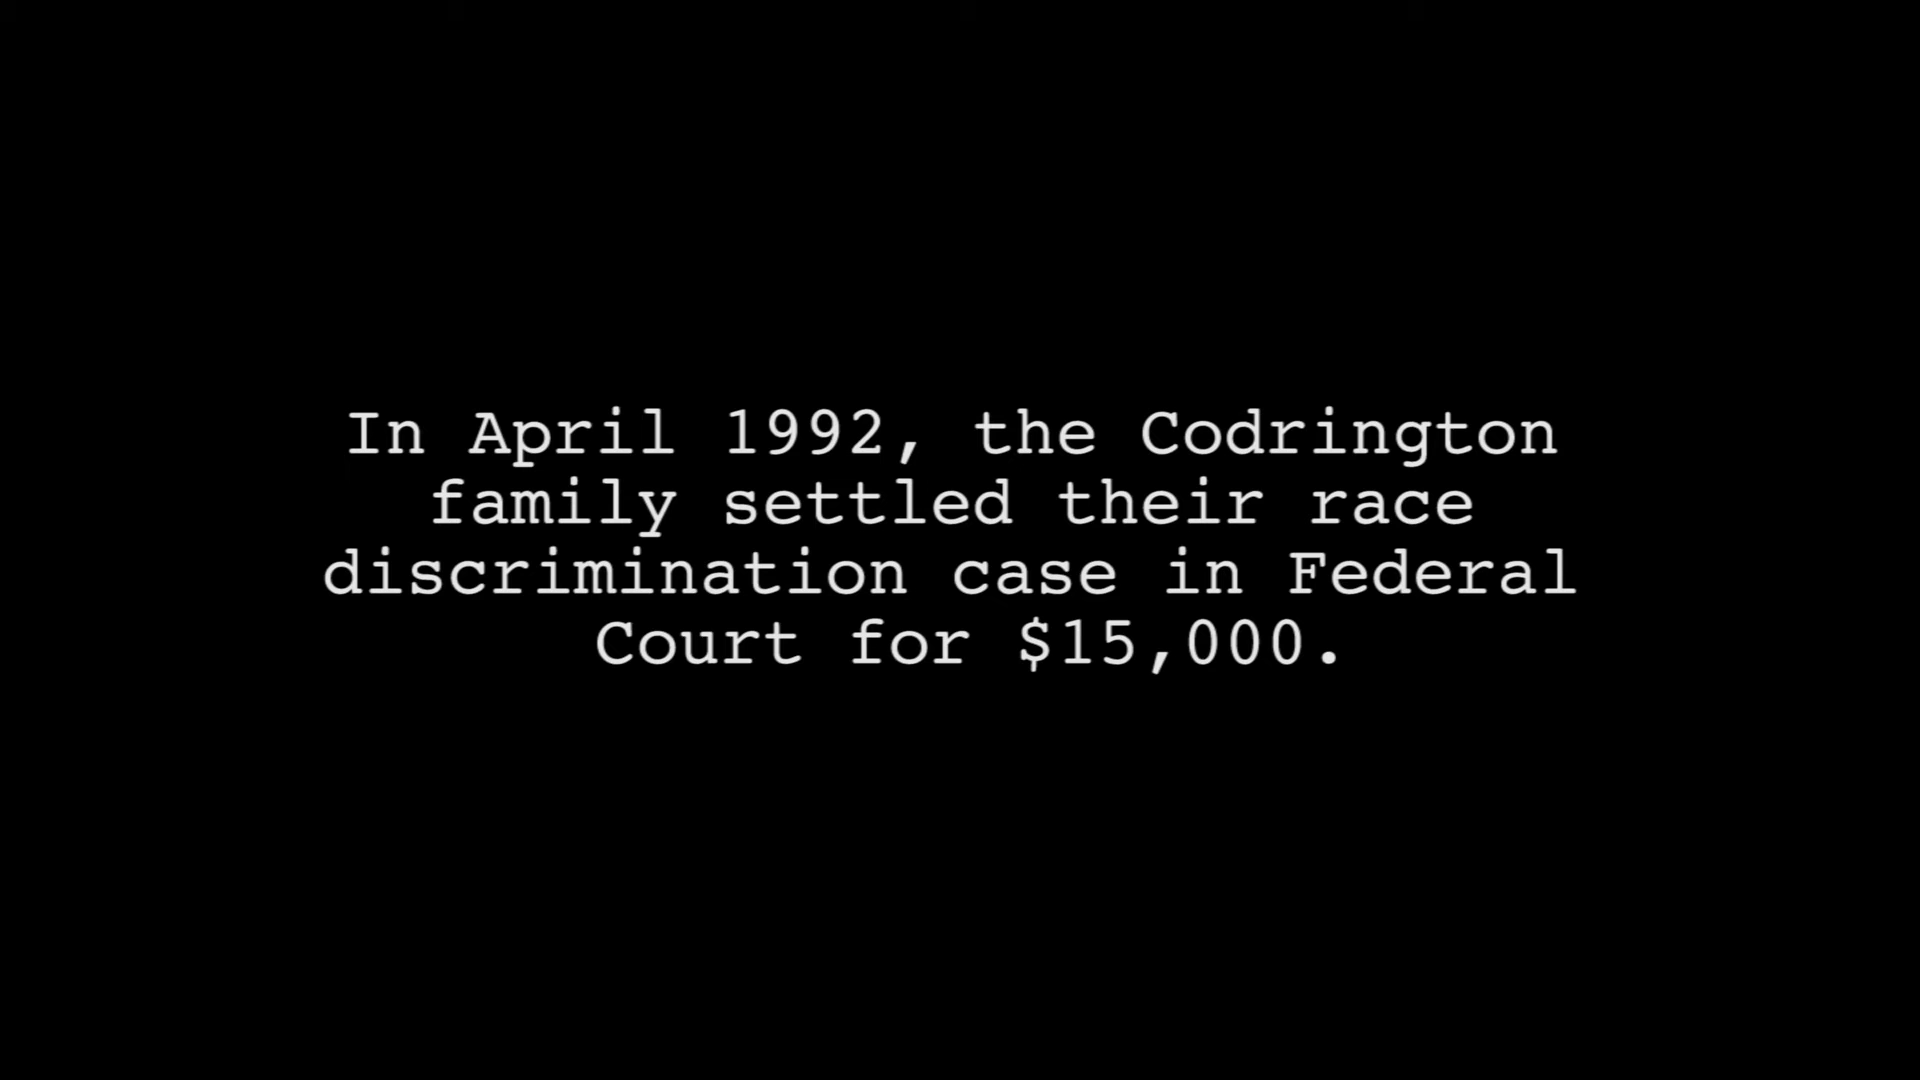 In April 1992, the Codrington
family settled their race
discrimination case in Federal
Court for $15,000.